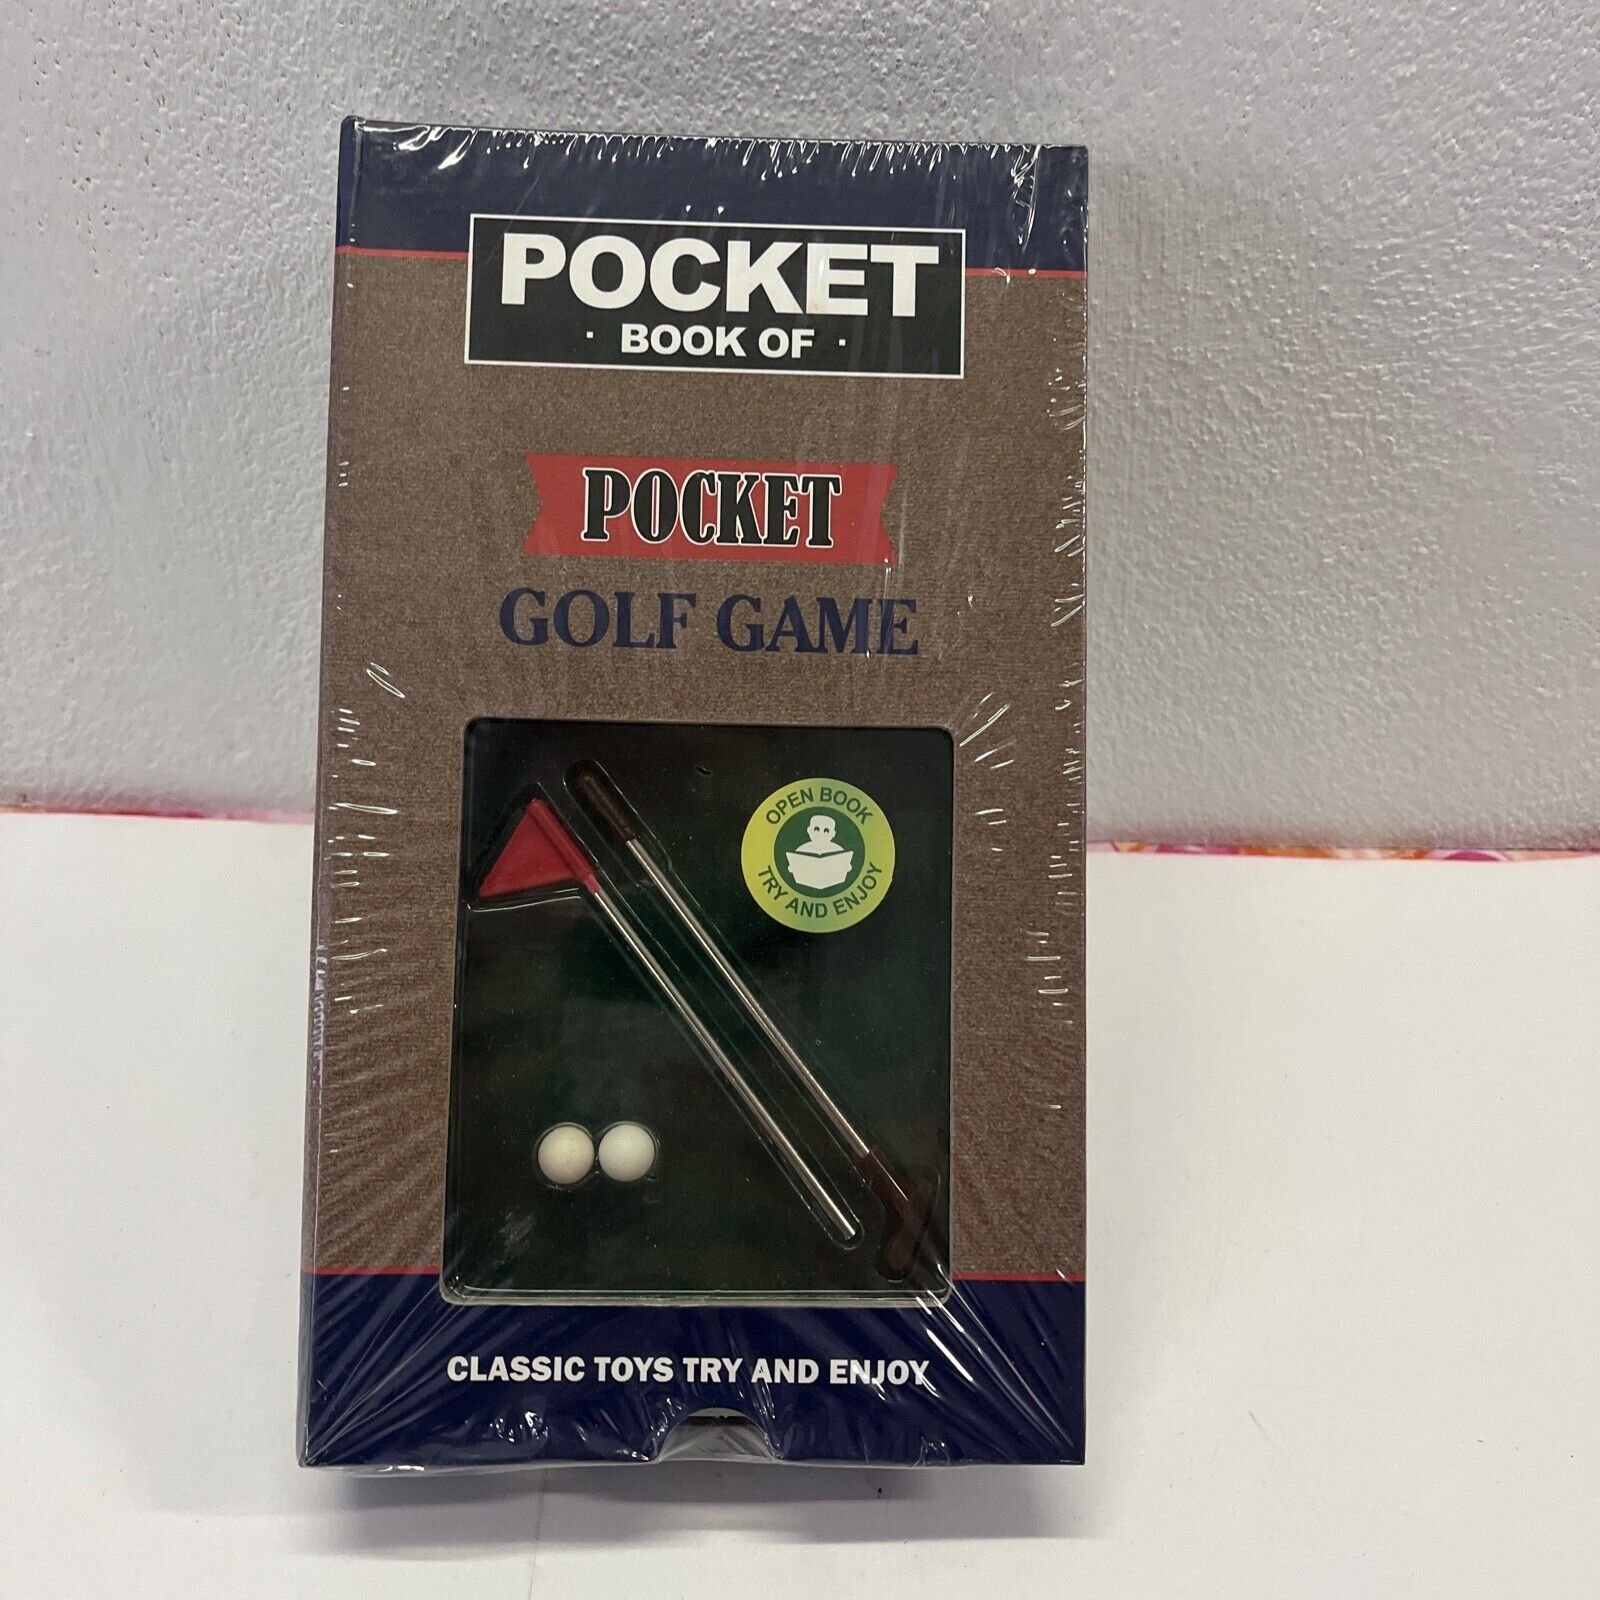 POCKET
· BOOK OF ·
POCKET
GOLF GAME
OPEN BOOK
TRY AND ENJOY
CLASSIC TOYS TRY AND ENJOY